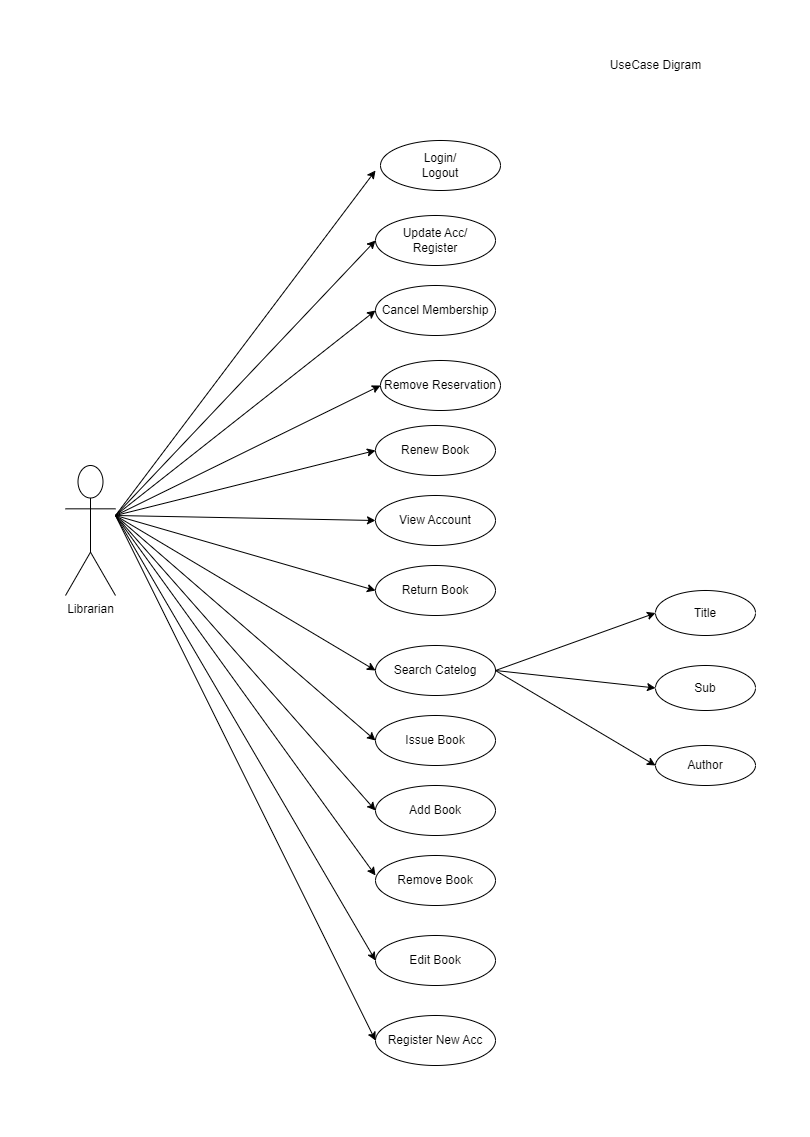 UseCase Digram
Login/
Logout
Update Acc/
Register
Cancel Membership
Remove Reservation
Renew Book
View Account
Return Book
Librarian
Title
Search Catelog
Sub
Issue Book
Author
Add Book
Remove Book
Edit Book
Register New Acc